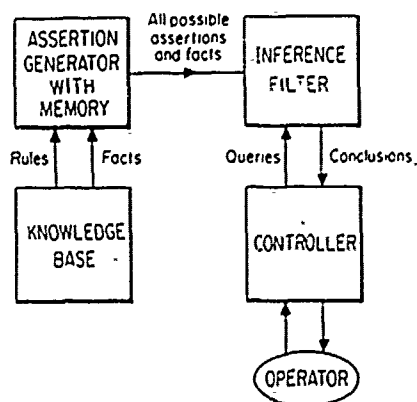 ASSERTION
GENERATOR
WITH
MEMORY
All possible
assertions
and facts
INFERENCE
FILTER
Rules
Facts
Queries
Conclusions
KNOWLEDGE
BASE
CONTROLLER
OPERATOR